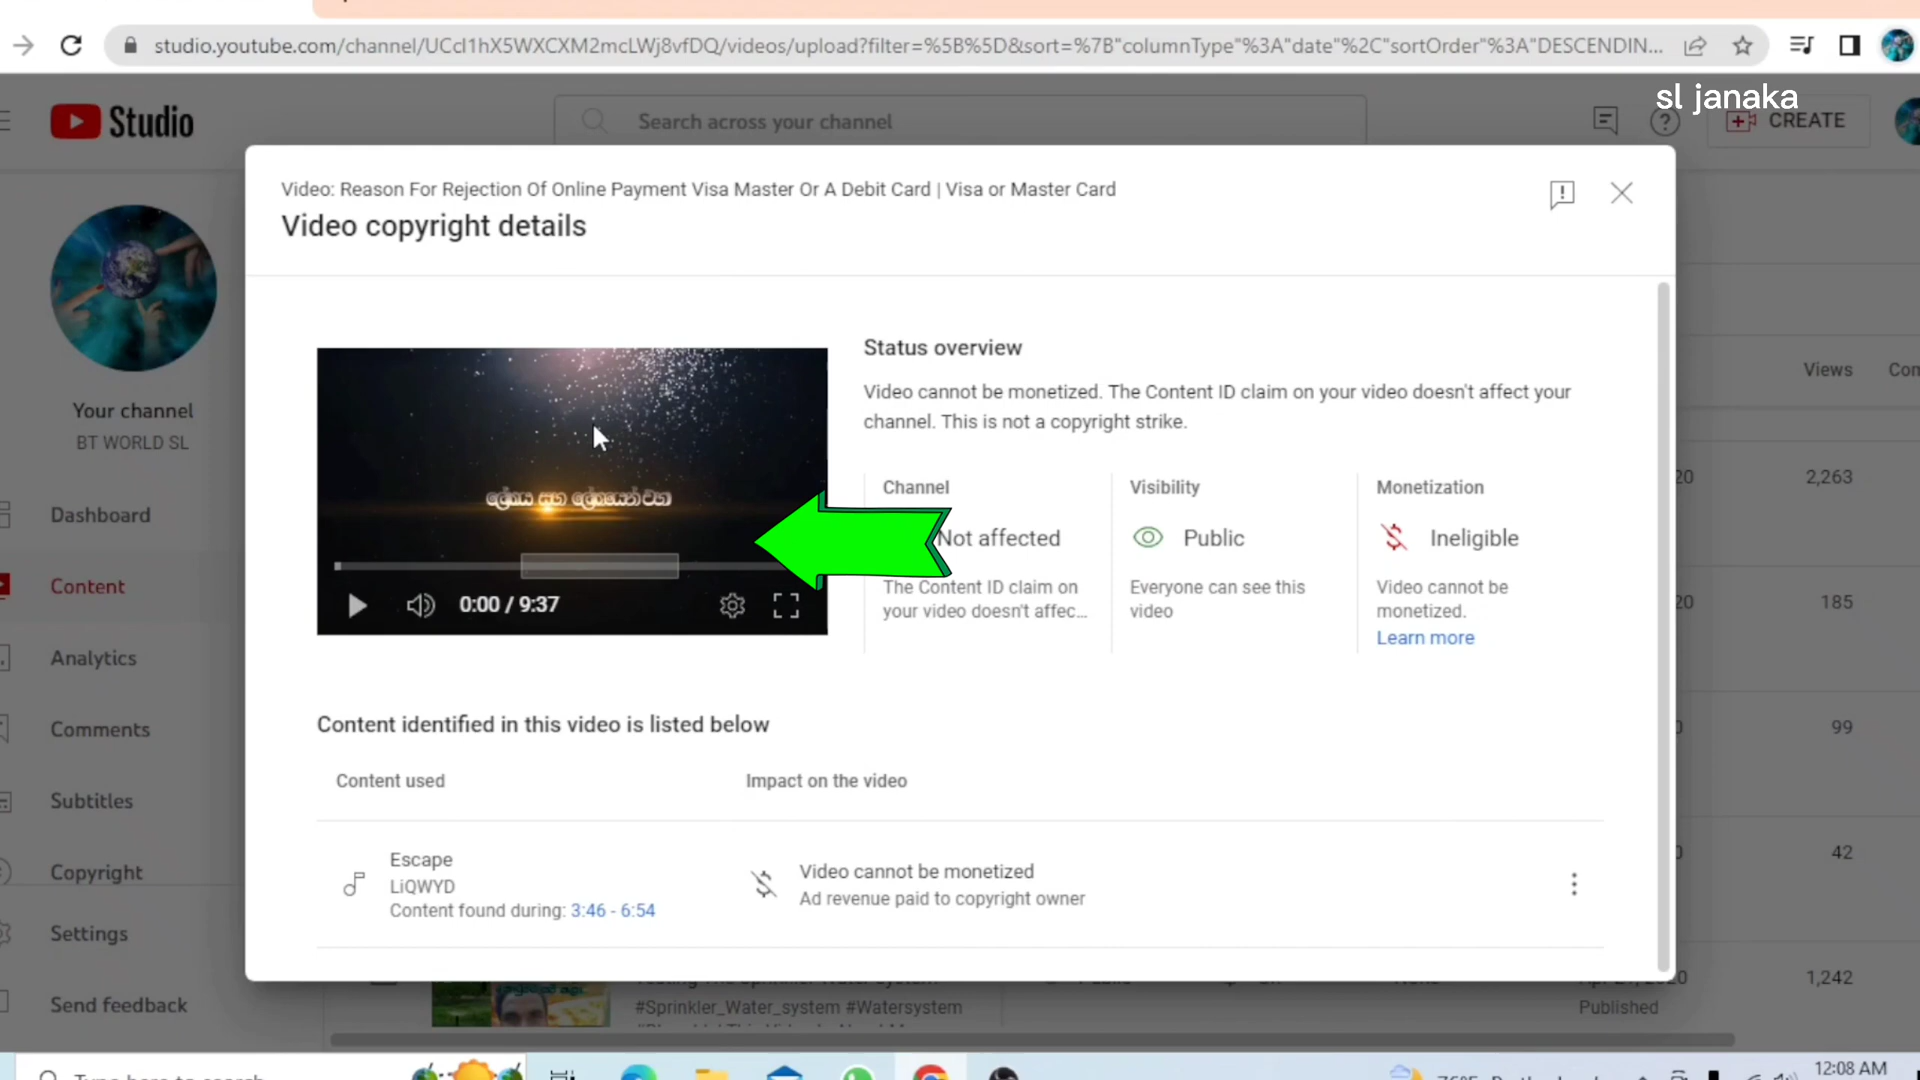 studio.youtube.com/channel/UCcI1hX5WXCXM2mcLWj8vfDQ/videos/upload?filter=%5B%5D&sort=%7B"columnType"%3A"date"%2C"sortOrder"%3A"DESCENDIN...
sl janaka
Studio
Search across your channel
CREATE
Video: Reason For Rejection Of Online Payment Visa Master Or A Debit Card | Visa or Master Card
Video copyright details
Your channel
BT WORLD SL
Dashboard
Content
Analytics
Comments
Subtitles
Copyright
Settings
Send feedback
0:00 / 9:37
Status overview
Video cannot be monetized. The Content ID claim on your video doesn't affect your
channel. This is not a copyright strike.
Channel
Not affected
The Content ID claim on
your video doesn't affec...
Visibility
Public
Everyone can see this
video
Monetization
Ineligible
Video cannot be
monetized.
Learn more
Content identified in this video is listed below
Content used
Impact on the video
Escape
LiQWYD
Content found during: 3:46 - 6:54
Video cannot be monetized
Ad revenue paid to copyright owner
Views
Com
20
2,263
20
185
99
42
1,242
Published
#Sprinkler_Water_system #Watersystem
Type here to search
12:08 AM